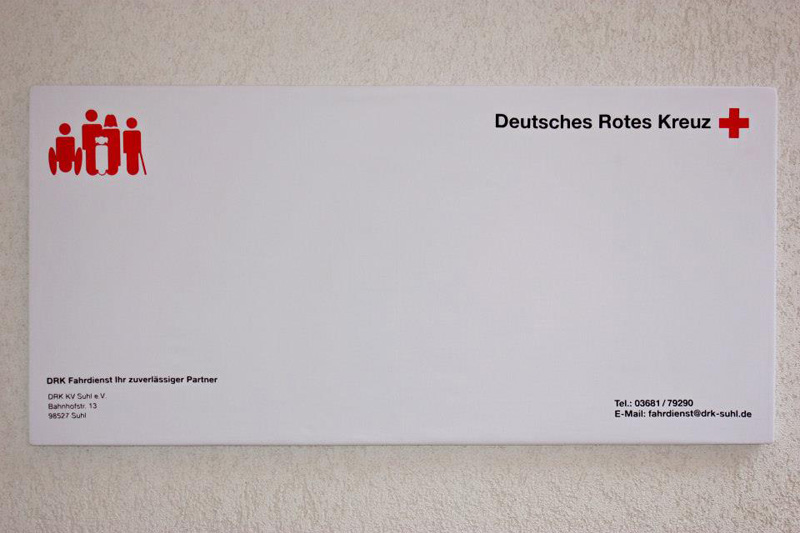 Deutsches Rotes Kreuz
DRK Fahrdienst Ihr zuverlässiger Partner
DRK KV Suhl e.V.
Bahnhofstr. 13
98527 Suhl
Tel.: 03681 / 79290
E-Mail: fahrdienst@drk-suhl.de